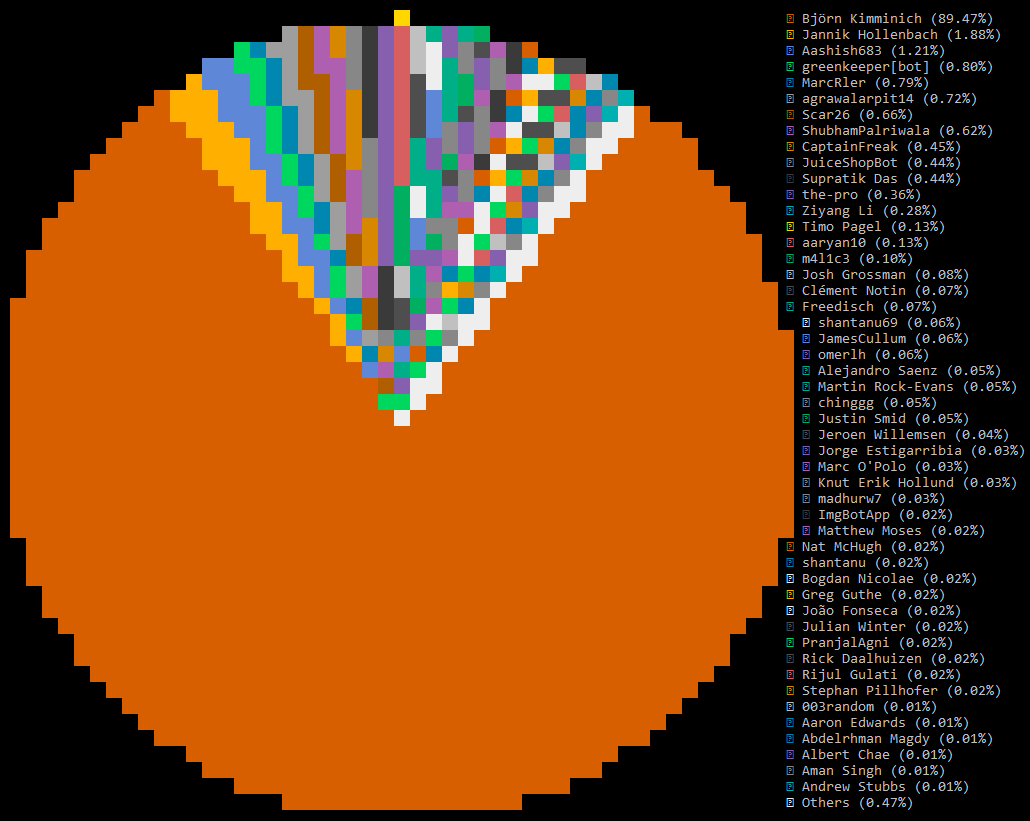 Björn Kimminich (89.47%)
Jannik Hollenbach (1.88%)
Aashish683 (1.21%)
greenkeeper[bot] (0.80%)
MarcRler (0.79%)
agrawalarpit14 (0.72%)
Scar26 (0.66%)
ShubhamPalriwala (0.62%)
CaptainFreak (0.45%)
JuiceShopBot (0.44%)
Supratik Das (0.44%)
the-pro (0.36%)
Ziyang Li (0.28%)
Timo Pagel (0.13%)
aaryan10 (0.13%)
m4l1c3 (0.10%)
Josh Grossman (0.08%)
Clément Notin (0.07%)
Freedisch (0.07%)
shantanu69 (0.06%)
JamesCullum (0.06%)
omerlh (0.06%)
Alejandro Saenz (0.05%)
Martin Rock-Evans (0.05%)
chinggg (0.05%)
Justin Smid (0.05%)
Jeroen Willemsen (0.04%)
Jorge Estigarribia (0.03%)
Marc O'Polo (0.03%)
Knut Erik Hollund (0.03%)
madhurw7 (0.03%)
ImgBotApp (0.02%)
Matthew Moses (0.02%)
Nat McHugh (0.02%)
shantanu (0.02%)
Bogdan Nicolae (0.02%)
Greg Guthe (0.02%)
João Fonseca (0.02%)
Julian Winter (0.02%)
PranjalAgni (0.02%)
Rick Daalhuizen (0.02%)
Rijul Gulati (0.02%)
Stephan Pillhofer (0.02%)
003random (0.01%)
Aaron Edwards (0.01%)
Abdelrhman Magdy (0.01%)
Albert Chae (0.01%)
Aman Singh (0.01%)
Andrew Stubbs (0.01%)
Others (0.47%)